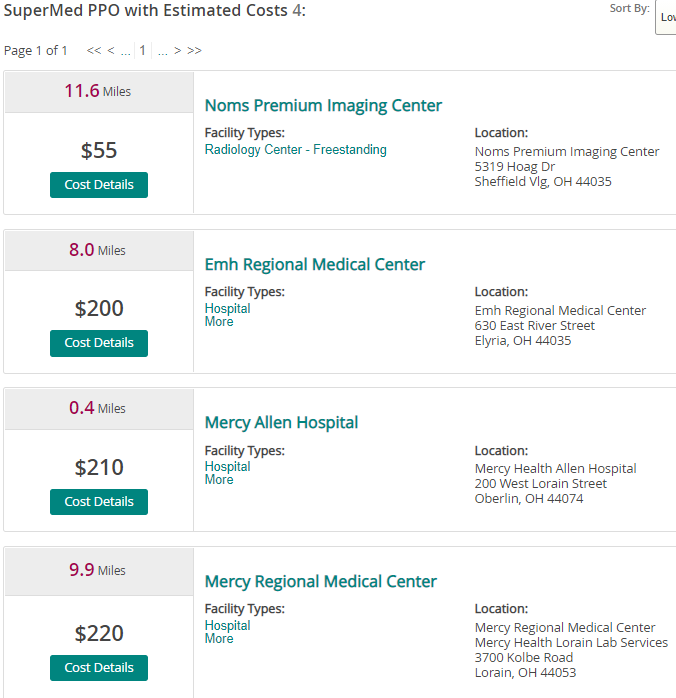 SuperMed PPO with Estimated Costs 4:
Sort By:
Page 1 of 1 << < ... 1 ... > >>
11.6 Miles
$55
Cost Details
Noms Premium Imaging Center
Facility Types:
Radiology Center - Freestanding
Location:
Noms Premium Imaging Center
5319 Hoag Dr
Sheffield Vlg, OH 44035
8.0 Miles
$200
Cost Details
Emh Regional Medical Center
Facility Types:
Hospital
More
Location:
Emh Regional Medical Center
630 East River Street
Elyria, OH 44035
0.4 Miles
$210
Cost Details
Mercy Allen Hospital
Facility Types:
Hospital
More
Location:
Mercy Health Allen Hospital
200 West Lorain Street
Oberlin, OH 44074
9.9 Miles
$220
Cost Details
Mercy Regional Medical Center
Facility Types:
Hospital
More
Location:
Mercy Regional Medical Center
Mercy Health Lorain Lab Services
3700 Kolbe Road
Lorain, OH 44053